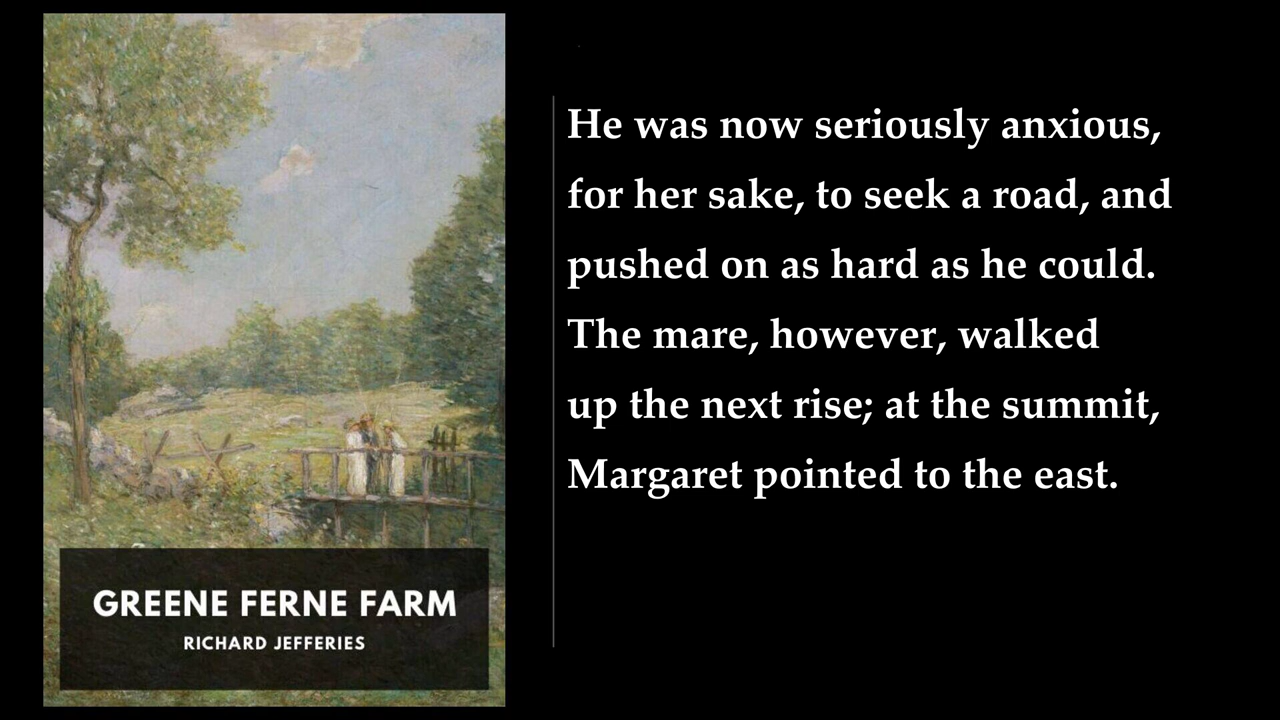 GREENE FERNE FARM
RICHARD JEFFERIES
He was now seriously anxious,
for her sake, to seek a road, and
pushed on as hard as he could.
The mare, however, walked
up the next rise; at the summit,
Margaret pointed to the east.